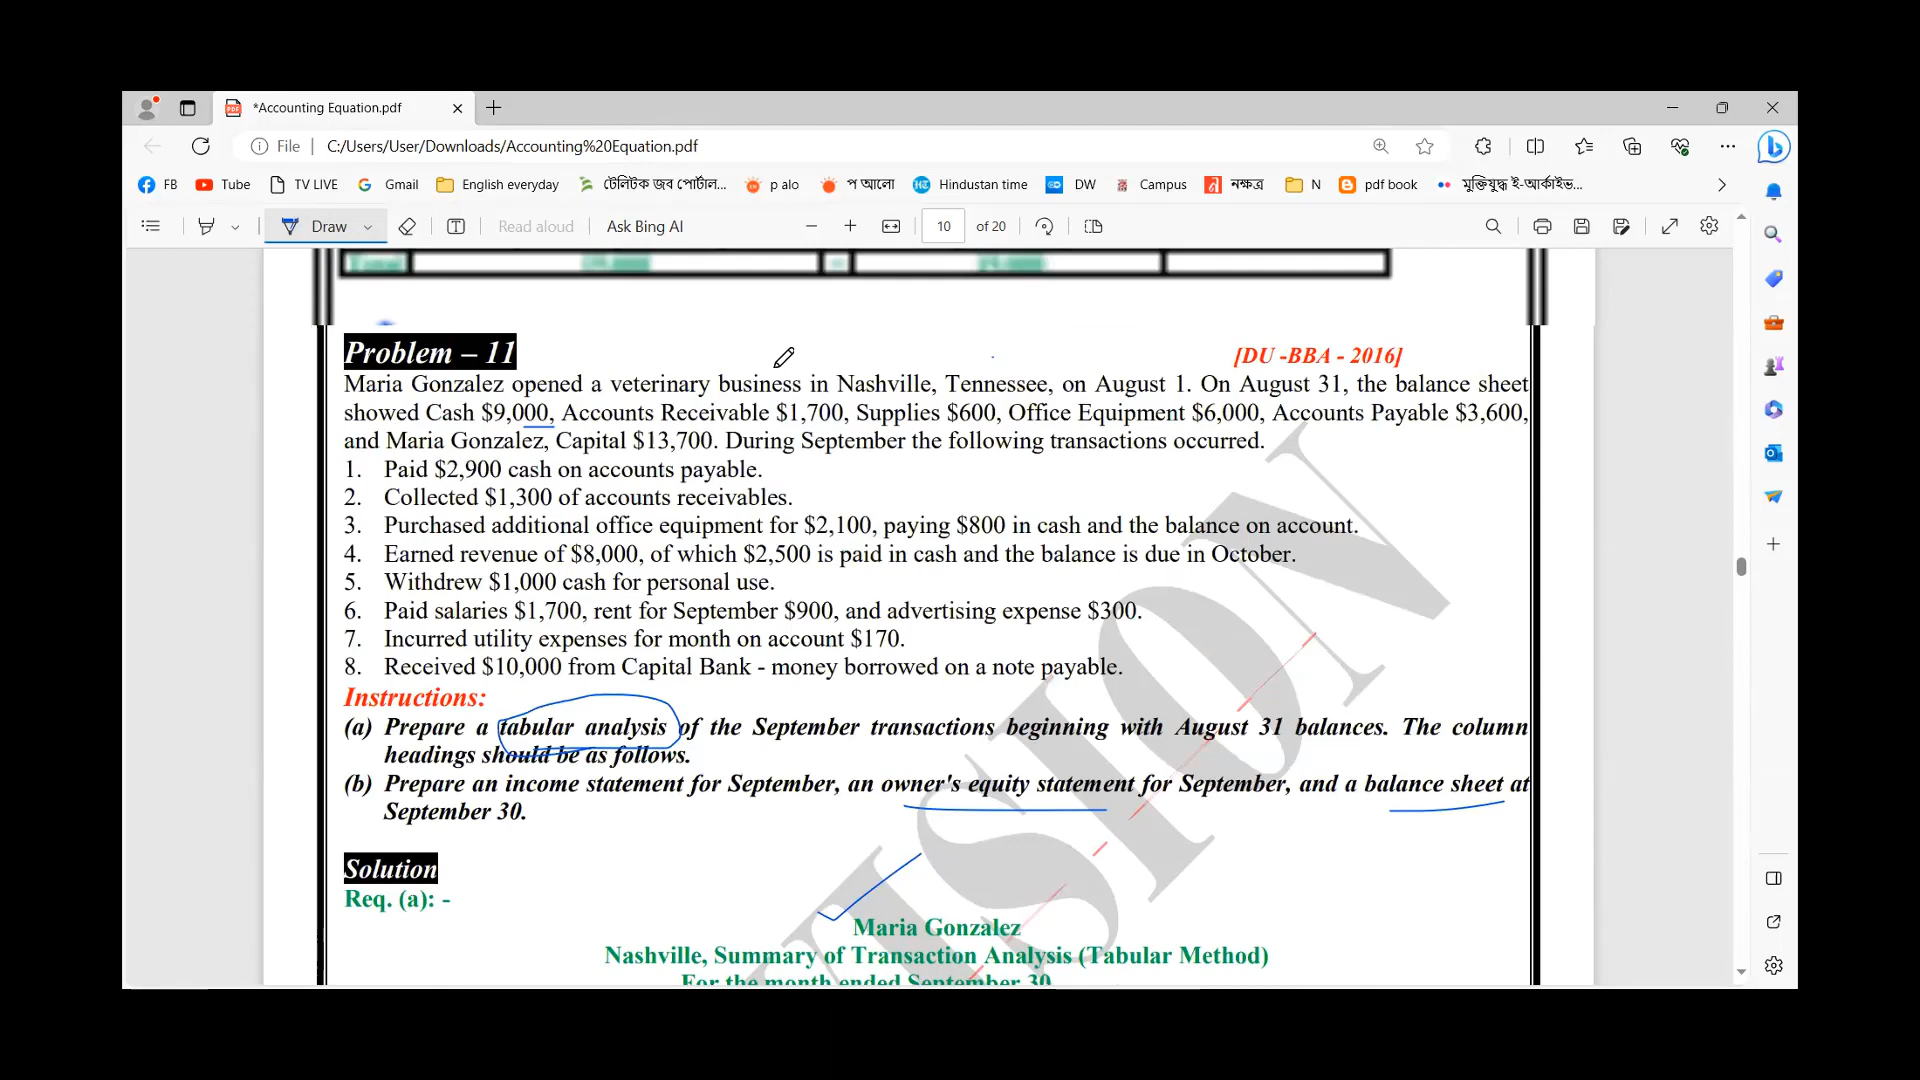 *Accounting Equation.pdf
File | C:/Users/User/Downloads/Accounting%20Equation.pdf
FB Tube TV LIVE Gmail English everyday টেলিটক জব পোর্টাল... p alo প আলো Hindustan time DW Campus নক্ষত্র N pdf book মুক্তিযুদ্ধ ই-আর্কাইভ...
Draw Read aloud Ask Bing AI 10 of 20
Problem – 11 [DU -BBA - 2016]
Maria Gonzalez opened a veterinary business in Nashville, Tennessee, on August 1. On August 31, the balance sheet
showed Cash $9,000, Accounts Receivable $1,700, Supplies $600, Office Equipment $6,000, Accounts Payable $3,600,
and Maria Gonzalez, Capital $13,700. During September the following transactions occurred.
1. Paid $2,900 cash on accounts payable.
2. Collected $1,300 of accounts receivables.
3. Purchased additional office equipment for $2,100, paying $800 in cash and the balance on account.
4. Earned revenue of $8,000, of which $2,500 is paid in cash and the balance is due in October.
5. Withdrew $1,000 cash for personal use.
6. Paid salaries $1,700, rent for September $900, and advertising expense $300.
7. Incurred utility expenses for month on account $170.
8. Received $10,000 from Capital Bank - money borrowed on a note payable.
Instructions:
(a) Prepare a tabular analysis of the September transactions beginning with August 31 balances. The column
headings should be as follows.
(b) Prepare an income statement for September, an owner's equity statement for September, and a balance sheet at
September 30.
Solution
Req. (a): -
Maria Gonzalez
Nashville, Summary of Transaction Analysis (Tabular Method)
For the month ended September 30
VISION